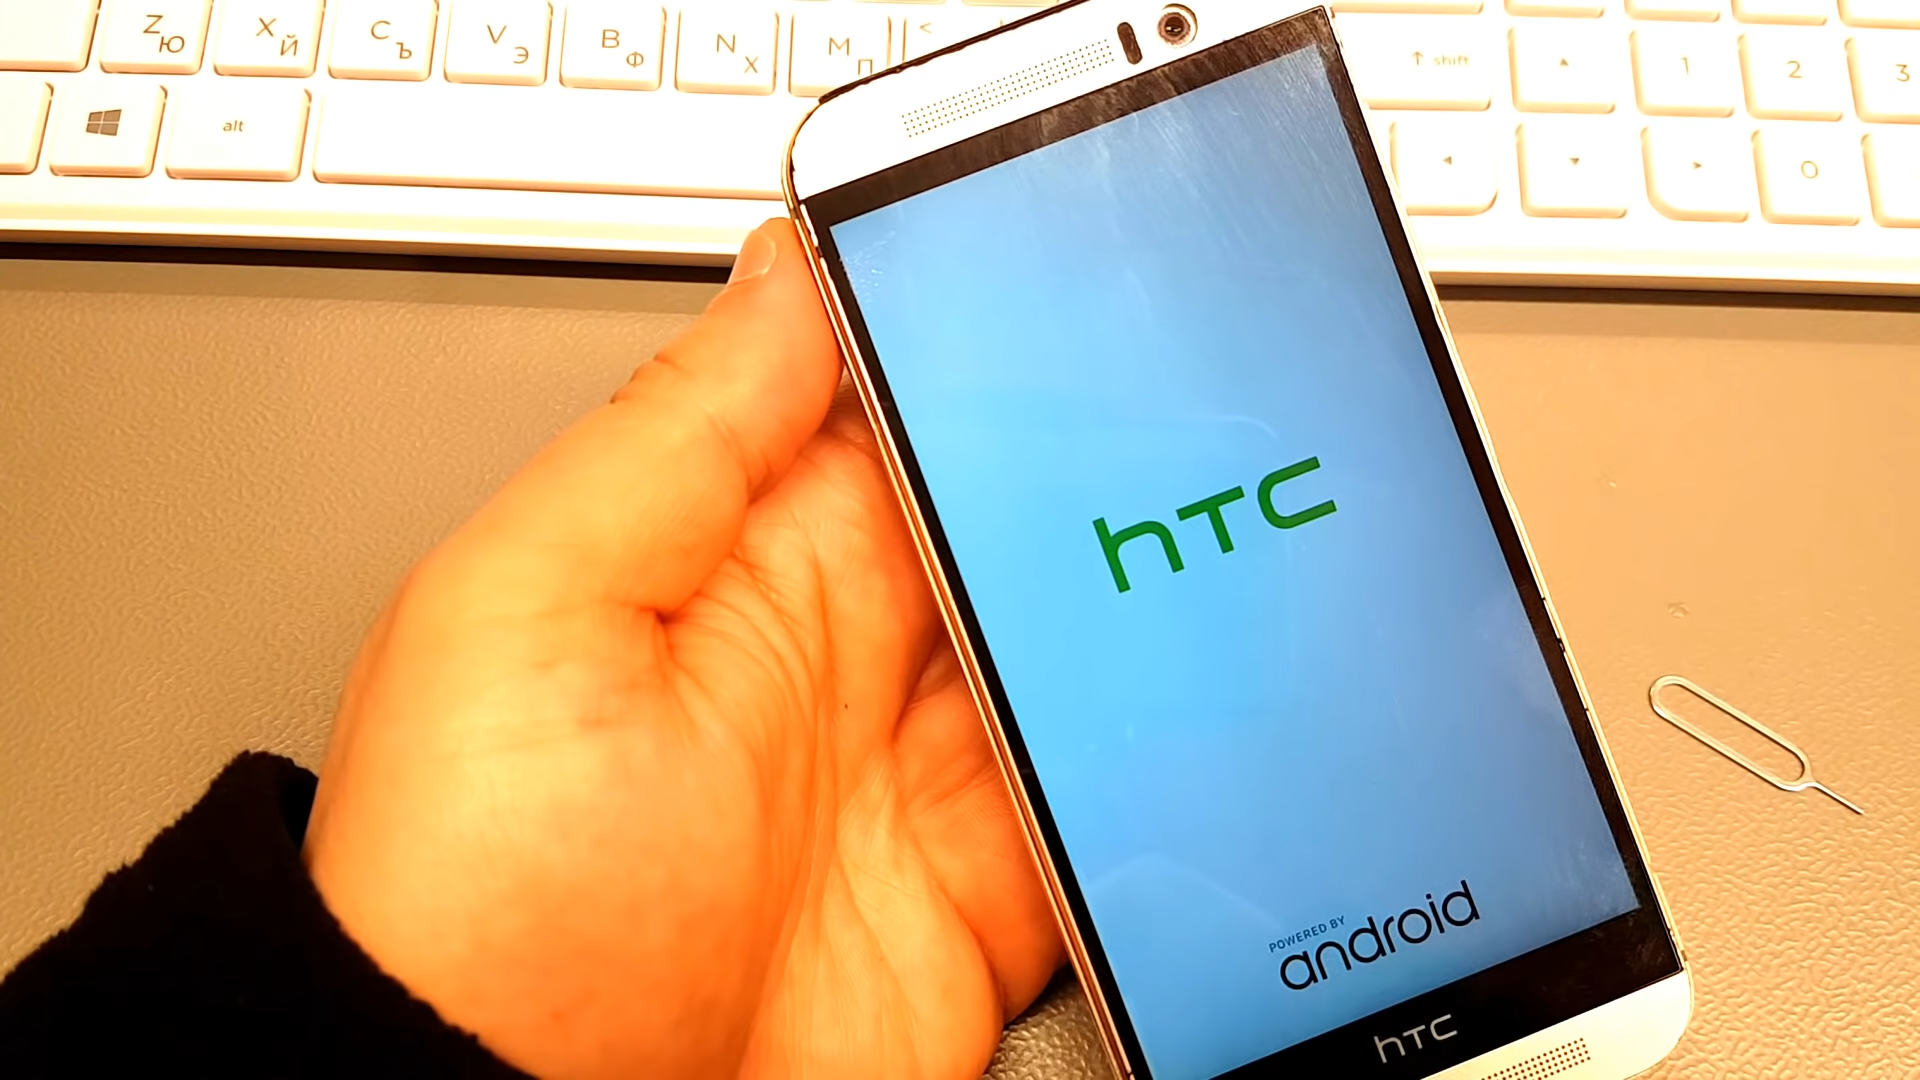 Z Ю
X Й
C Ъ
V Э
B Ф
N X
M П
<
↑ shift
1
2
3
alt
0
hTC
POWERED BY
android
hTC